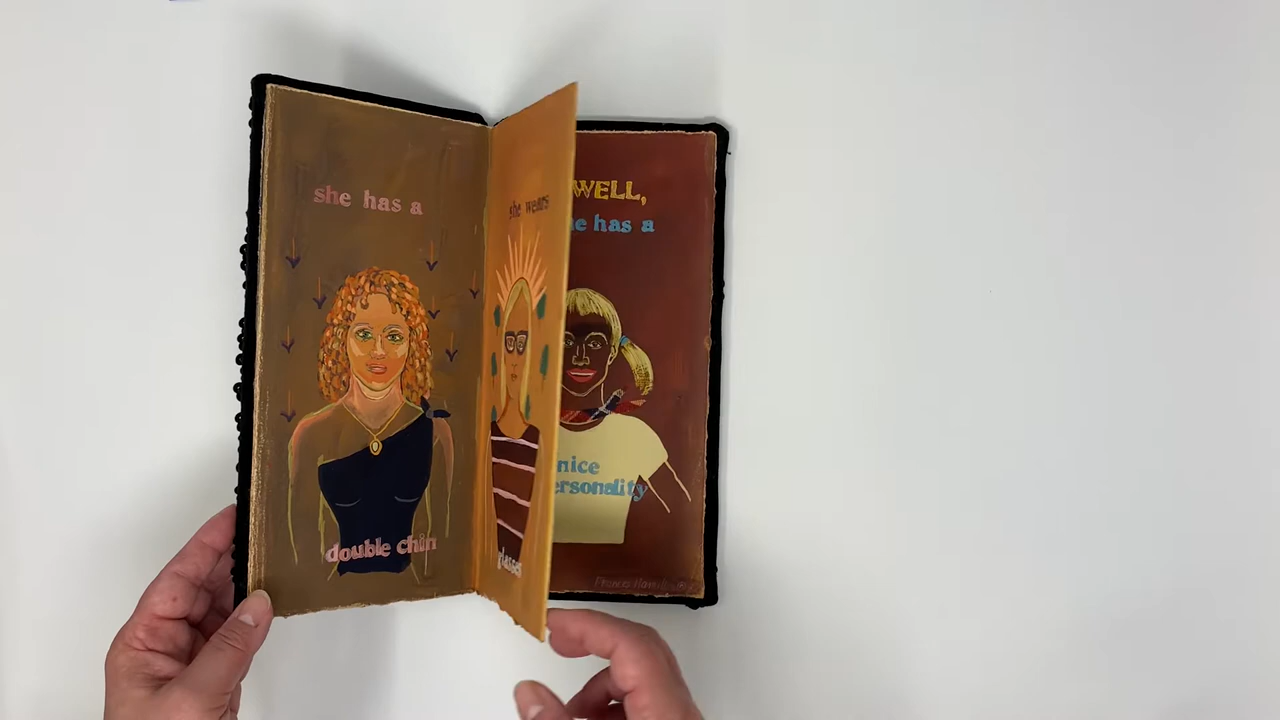 she has a
double chin
she wears
glasses
WELL,
he has a
nice
ersonality